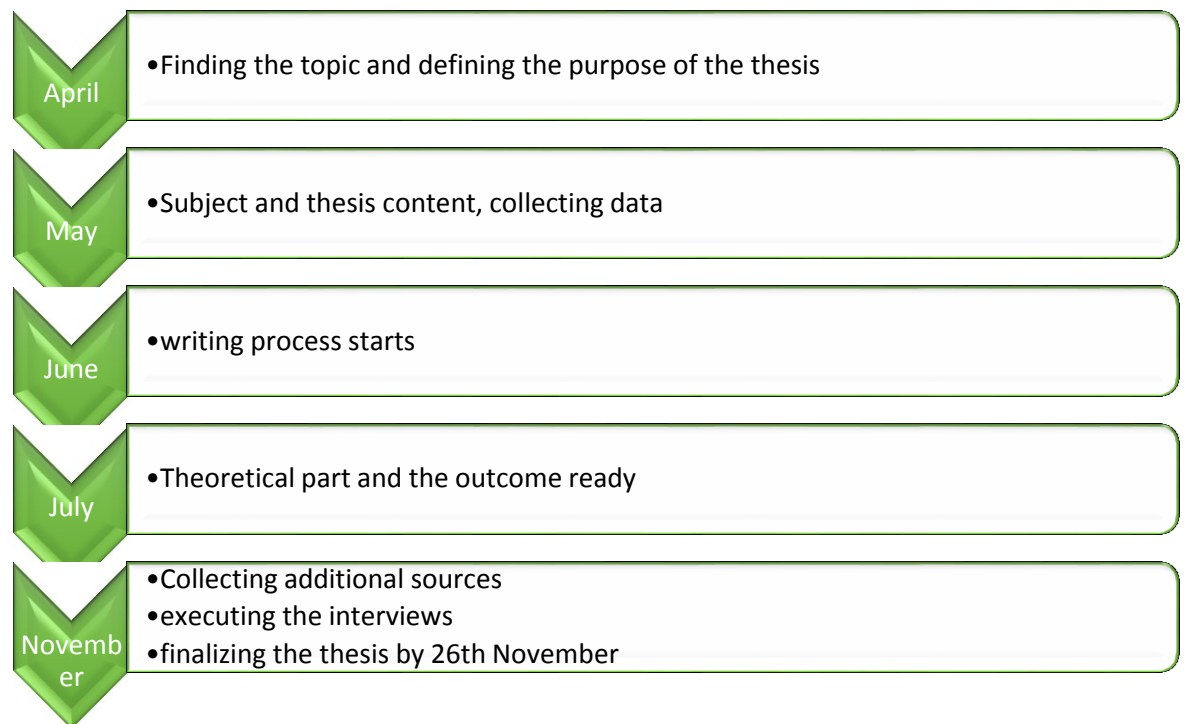 April
•Finding the topic and defining the purpose of the thesis
May
•Subject and thesis content, collecting data
June
•writing process starts
July
•Theoretical part and the outcome ready
Novemb
er
•Collecting additional sources
•executing the interviews
•finalizing the thesis by 26th November